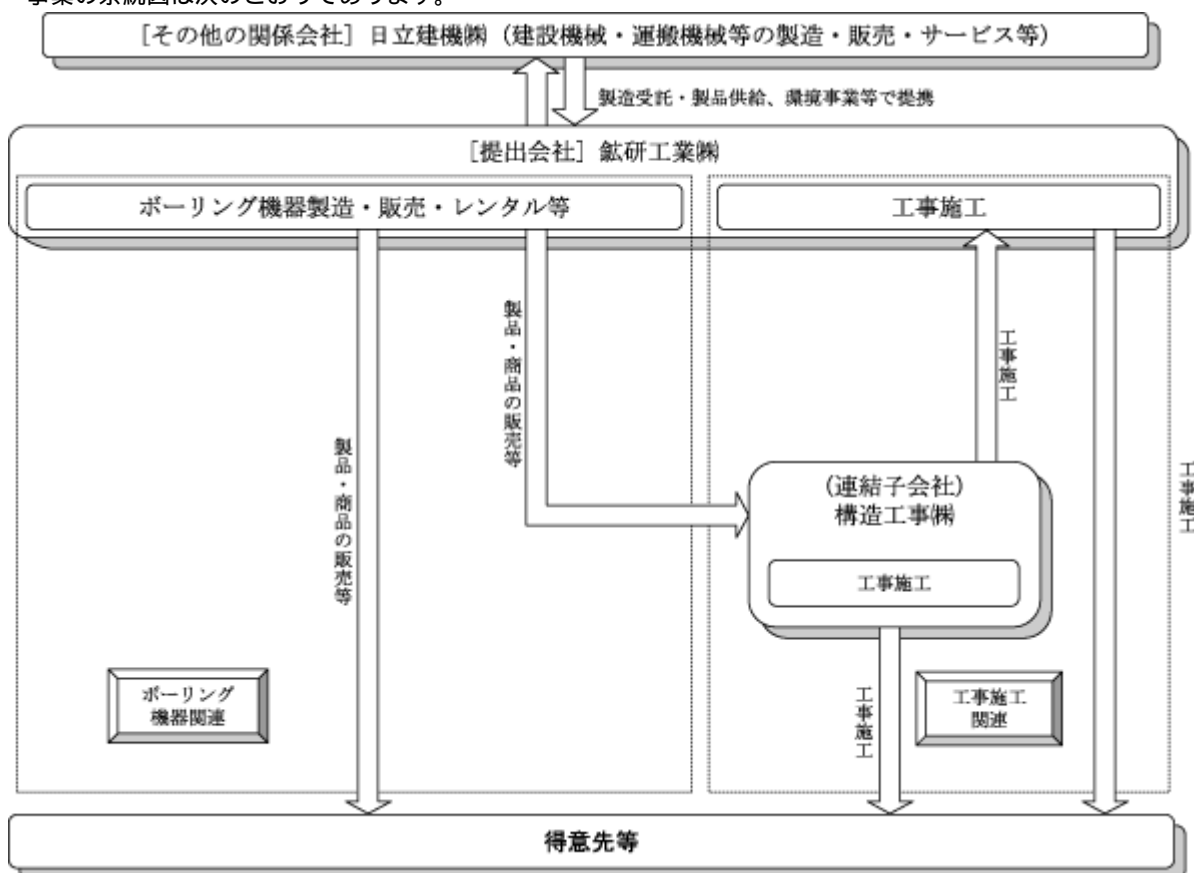 事業の系統図は次のとおりであります。
[その他の関係会社] 日立建機㈱ (建設機械・運搬機械等の製造・販売・サービス等)
製造受託・製品供給、環境事業等で提携
[提出会社] 鉱研工業㈱
ボーリング機器製造・販売・レンタル等
工事施工
製品・商品の販売等
製品・商品の販売等
工事施工
工事施工
(連結子会社)
構造工事㈱
工事施工
工事施工
ボーリング
機器関連
工事施工
関連
得意先等